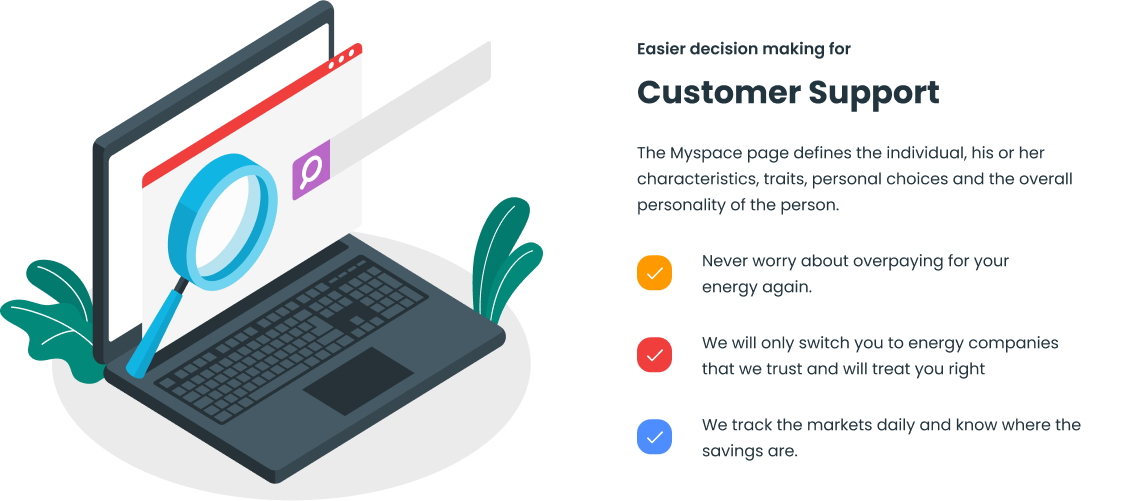 Easier decision making for
Customer Support
The Myspace page defines the individual, his or her
characteristics, traits, personal choices and the overall
personality of the person.
Never worry about overpaying for your
energy again.
We will only switch you to energy companies
that we trust and will treat you right
We track the markets daily and know where the
savings are.